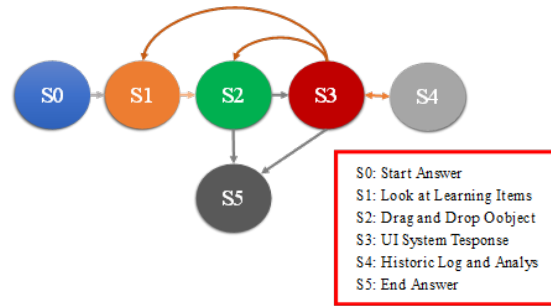 S0 S1 S2 S3 S4
S5
S0: Start Answer
S1: Look at Learning Items
S2: Drag and Drop Oobject
S3: UI System Tesponse
S4: Historic Log and Analys
S5: End Answer